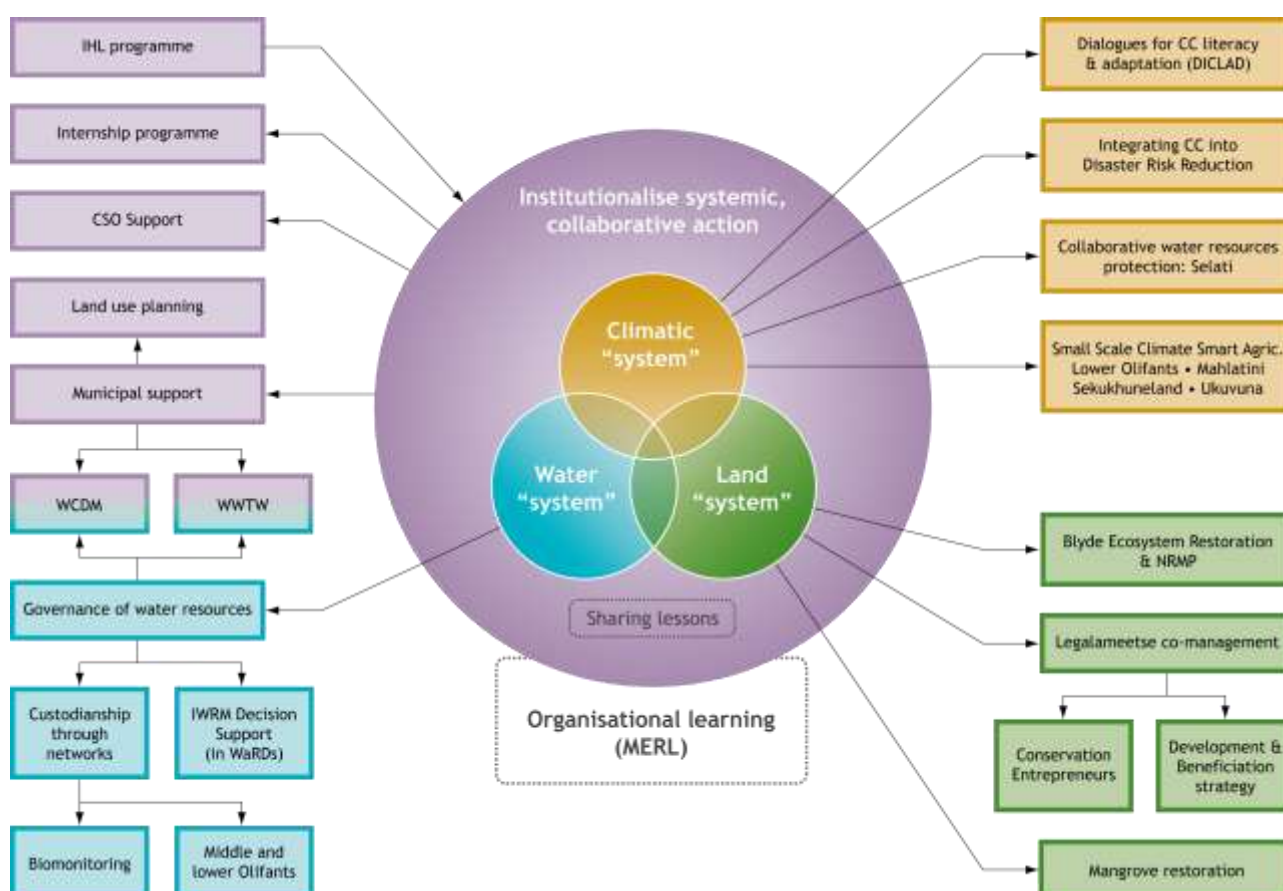 IHL programme
Internship programme
CSO Support
Land use planning
Municipal support
WCDM
WWTW
Governance of water resources
Custodianship
through
networks
IWRM Decision
Support
(In WaRDs)
Biomonitoring
Middle and
lower Olifants
Institutionalise systemic,
collaborative action
Climatic
“system”
Water
“system”
Land
“system”
Sharing lessons
Organisational learning
(MERL)
Dialogues for CC literacy
& adaptation (DICLAD)
Integrating CC into
Disaster Risk Reduction
Collaborative water resources
protection: Selati
Small Scale Climate Smart Agric.
Lower Olifants • Mahlatini
Sekukhuneland • Ukuvuna
Blyde Ecosystem Restoration
& NRMP
Legalameetse co-management
Conservation
Entrepreneurs
Development &
Beneficiation
strategy
Mangrove restoration